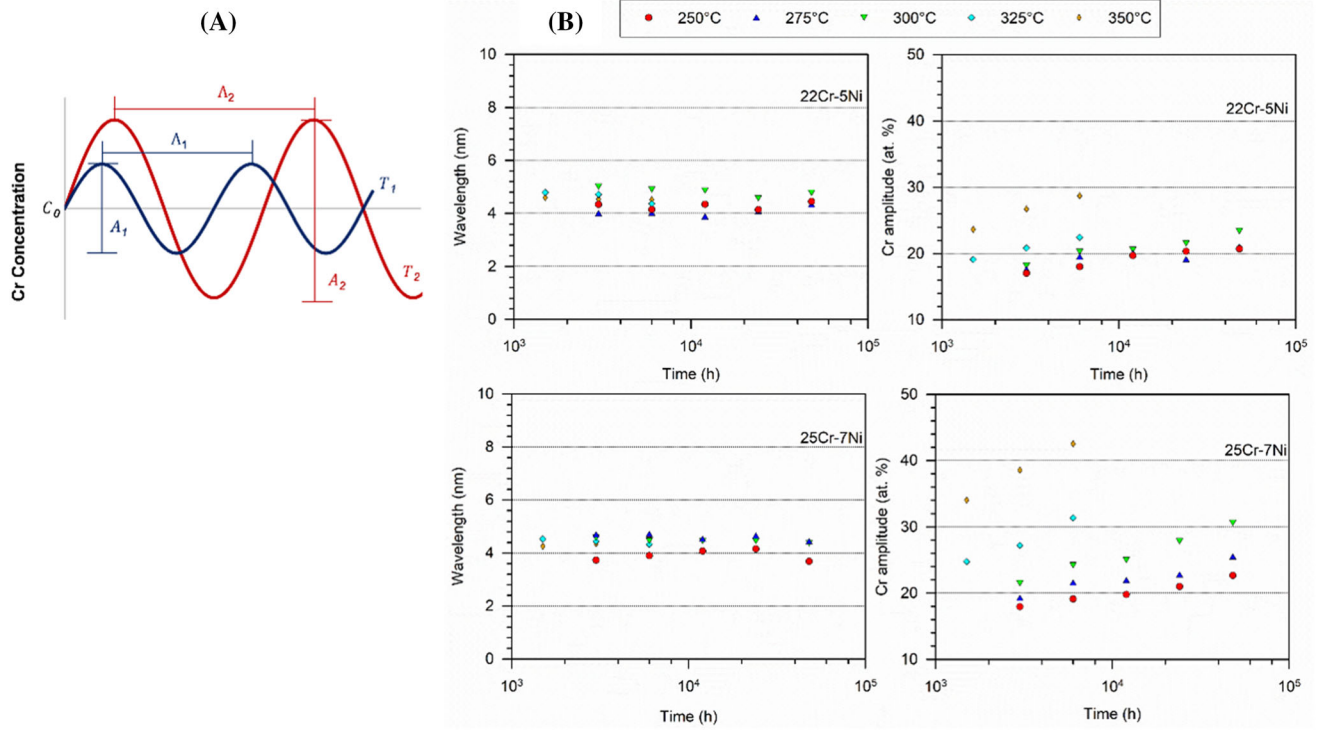 (A)
Cr Concentration
C0
Λ2
Λ1
A1
A2
T1
T2
(B)
250°C 275°C 300°C 325°C 350°C
10
8
6
4
2
0
Wavelength (nm)
22Cr-5Ni
10³ 10⁴ 10⁵
Time (h)
50
40
30
20
10
Cr amplitude (at. %)
22Cr-5Ni
10³ 10⁴ 10⁵
Time (h)
10
8
6
4
2
0
Wavelength (nm)
25Cr-7Ni
10³ 10⁴ 10⁵
Time (h)
50
40
30
20
10
Cr amplitude (at. %)
25Cr-7Ni
10³ 10⁴ 10⁵
Time (h)